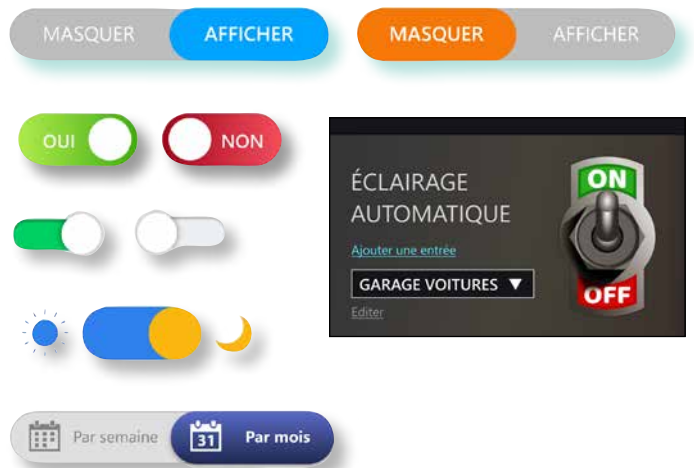 MASQUER AFFICHER
MASQUER AFFICHER
OUI
NON
ÉCLAIRAGE
AUTOMATIQUE
Ajouter une entrée
GARAGE VOITURES ▼
Editer
ON
OFF
Par semaine
31
Par mois